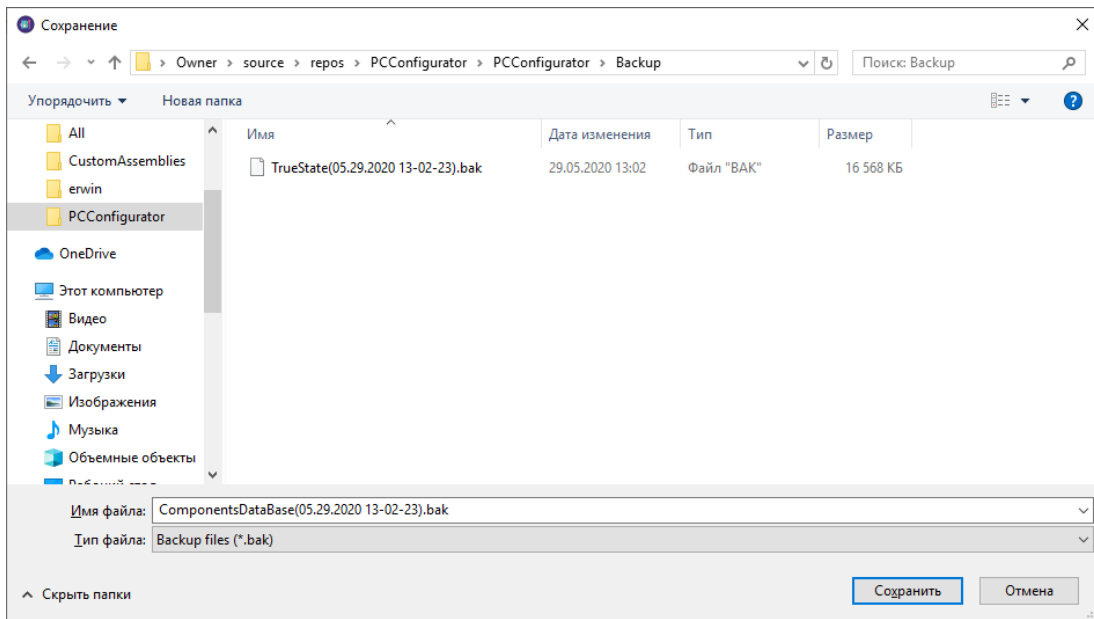 Сохранение
Owner › source › repos › PCConfigurator › PCConfigurator › Backup
Поиск: Backup
Упорядочить
Новая папка
All
CustomAssemblies
erwin
PCConfigurator
OneDrive
Этот компьютер
Видео
Документы
Загрузки
Изображения
Музыка
Объемные объекты
Рабочий стол
Имя Дата изменения Тип Размер
TrueState(05.29.2020 13-02-23).bak 29.05.2020 13:02 Файл "BAK" 16 568 КБ
Имя файла: ComponentsDataBase(05.29.2020 13-02-23).bak
Тип файла: Backup files (*.bak)
Скрыть папки
Сохранить
Отмена